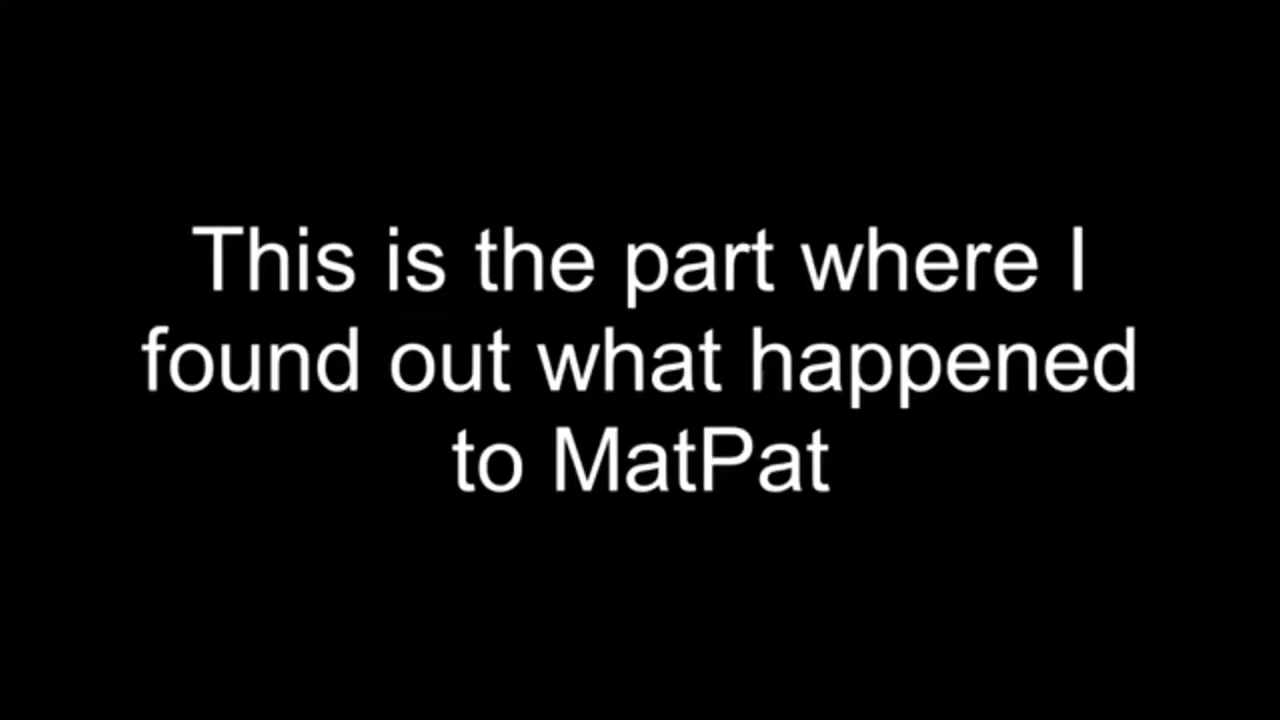 This is the part where I
found out what happened
to MatPat